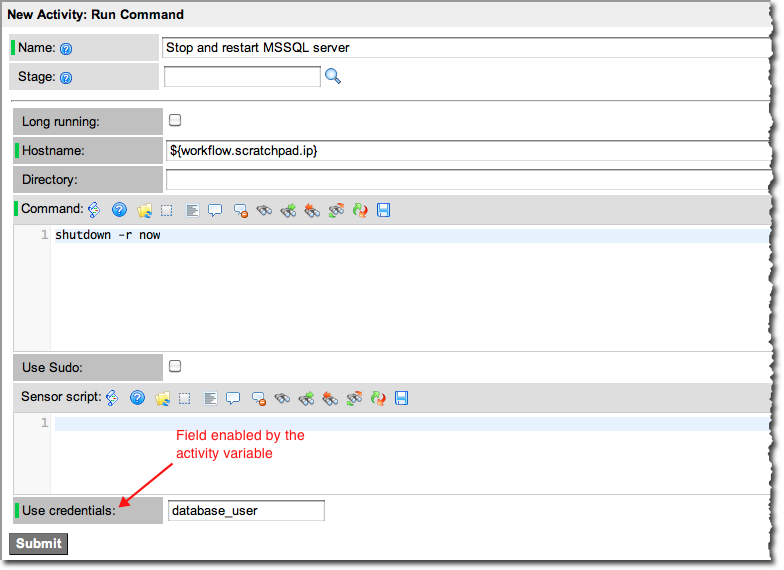 New Activity: Run Command
Name: Stop and restart MSSQL server
Stage:
Long running:
Hostname: ${workflow.scratchpad.ip}
Directory:
Command:
1 shutdown -r now
Use Sudo:
Sensor script:
1
Field enabled by the
activity variable
Use credentials: database_user
Submit